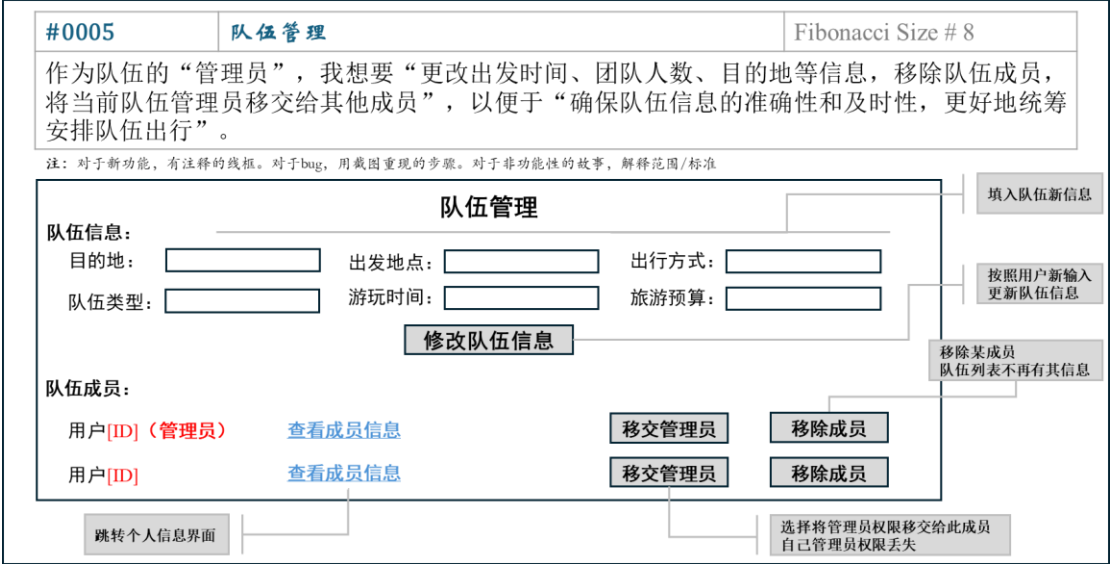 #0005 队伍管理 Fibonacci Size # 8
作为队伍的“管理员”，我想要“更改出发时间、团队人数、目的地等信息，移除队伍成员，
将当前队伍管理员移交给其他成员”，以便于“确保队伍信息的准确性和及时性，更好地统筹
安排队伍出行”。
注：对于新功能，有注释的线框。对于bug，用截图重现的步骤。对于非功能性的故事，解释范围/标准
队伍管理
填入队伍新信息
队伍信息：
目的地： 出发地点： 出行方式：
队伍类型： 游玩时间： 旅游预算：
按照用户新输入
更新队伍信息
修改队伍信息
移除某成员
队伍列表不再有其信息
队伍成员：
用户[ID]（管理员） 查看成员信息 移交管理员 移除成员
用户[ID] 查看成员信息 移交管理员 移除成员
跳转个人信息界面
选择将管理员权限移交给此成员
自己管理员权限丢失